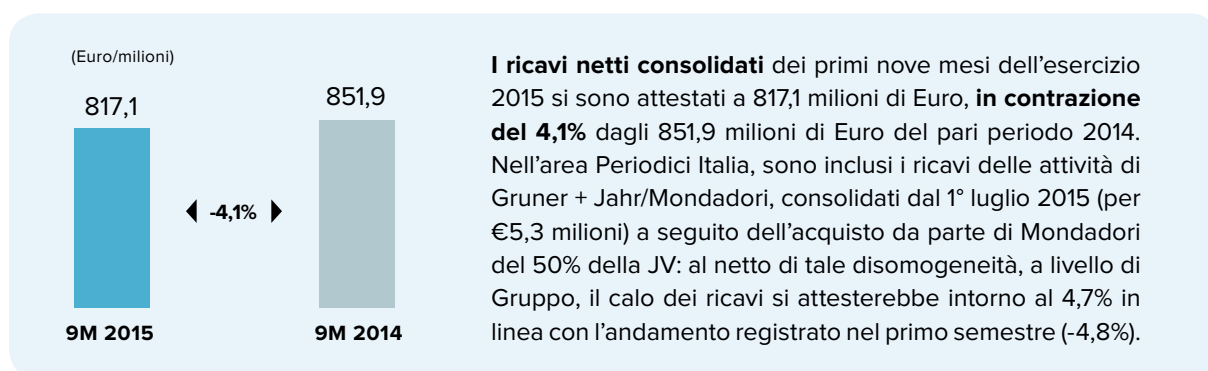 (Euro/milioni)
817,1
851,9
-4,1%
9M 2015
9M 2014
I ricavi netti consolidati dei primi nove mesi dell'esercizio
2015 si sono attestati a 817,1 milioni di Euro, in contrazione
del 4,1% dagli 851,9 milioni di Euro del pari periodo 2014.
Nell'area Periodici Italia, sono inclusi i ricavi delle attività di
Gruner + Jahr/Mondadori, consolidati dal 1° luglio 2015 (per
€5,3 milioni) a seguito dell'acquisto da parte di Mondadori
del 50% della JV: al netto di tale disomogeneità, a livello di
Gruppo, il calo dei ricavi si attesterebbe intorno al 4,7% in
linea con l'andamento registrato nel primo semestre (-4,8%).